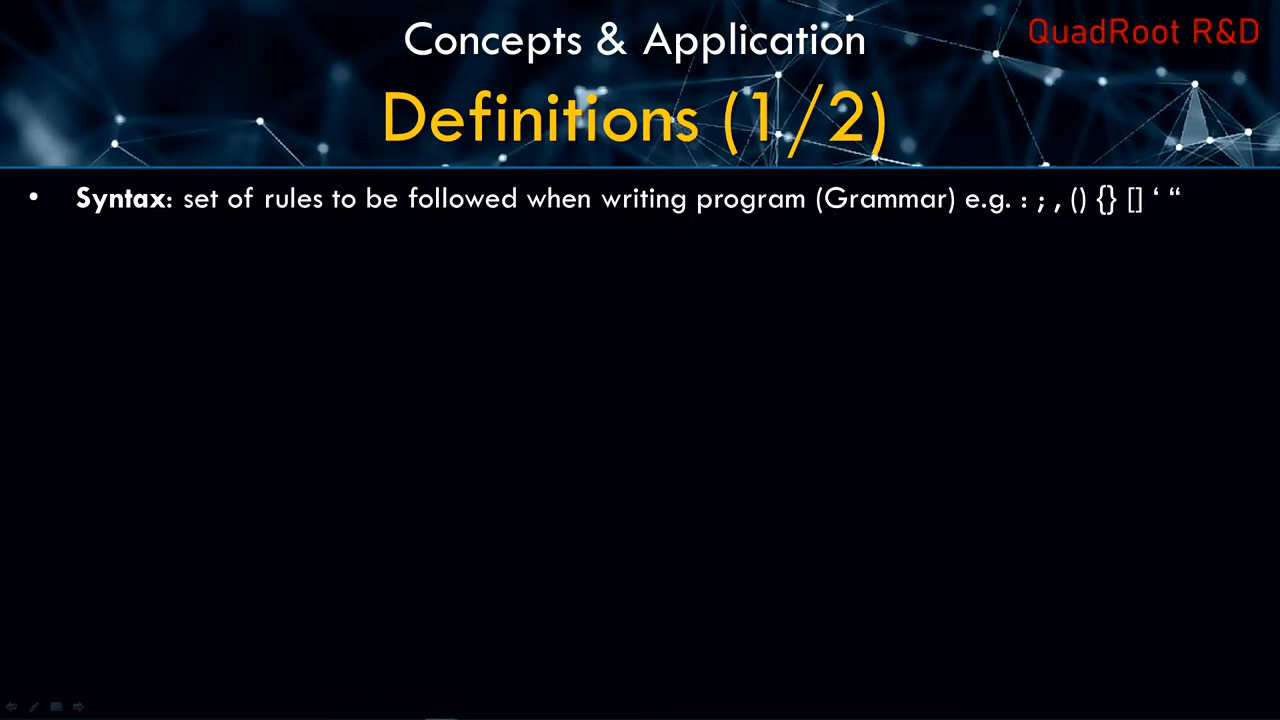 Concepts & Application
QuadRoot R&D
Definitions (1/2)
• Syntax: set of rules to be followed when writing program (Grammar) e.g. : ; , () {} [] ‘ “